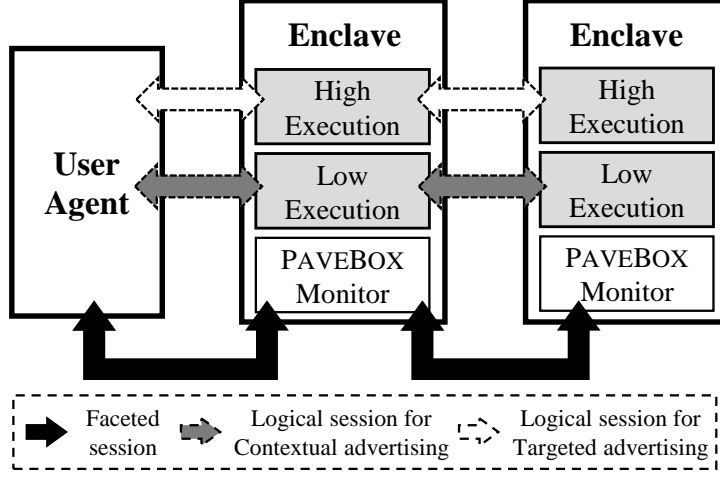 User
Agent
Enclave
High
Execution
Low
Execution
PAVEBOX
Monitor
Enclave
High
Execution
Low
Execution
PAVEBOX
Monitor
Faceted
session
Logical session for
Contextual advertising
Logical session for
Targeted advertising